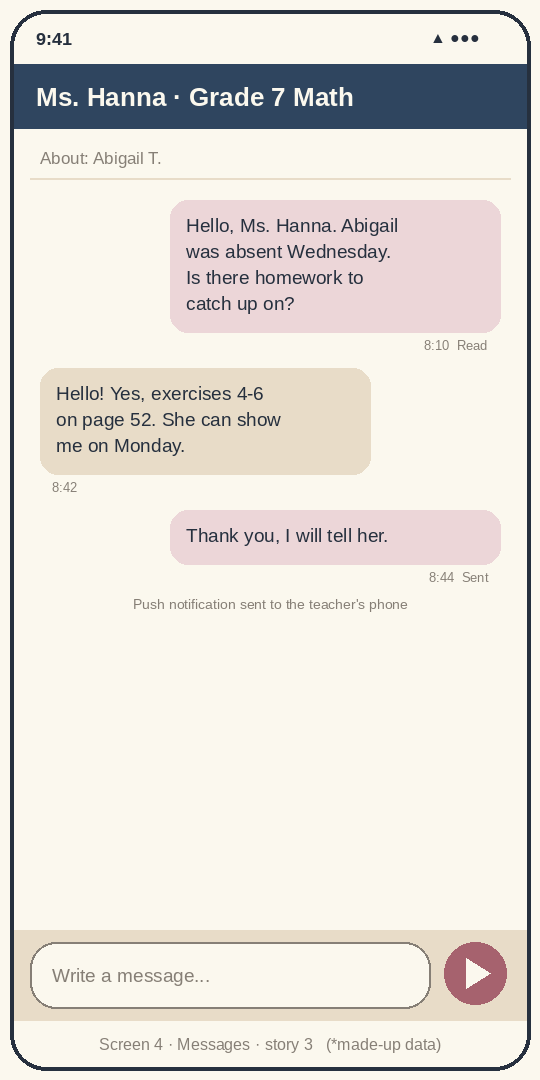 9:41
Ms. Hanna · Grade 7 Math
About: Abigail T.
Hello, Ms. Hanna. Abigail
was absent Wednesday.
Is there homework to
catch up on?
8:10 Read
Hello! Yes, exercises 4-6
on page 52. She can show
me on Monday.
8:42
Thank you, I will tell her.
8:44 Sent
Push notification sent to the teacher's phone
Write a message...
Screen 4 · Messages · story 3 (*made-up data)